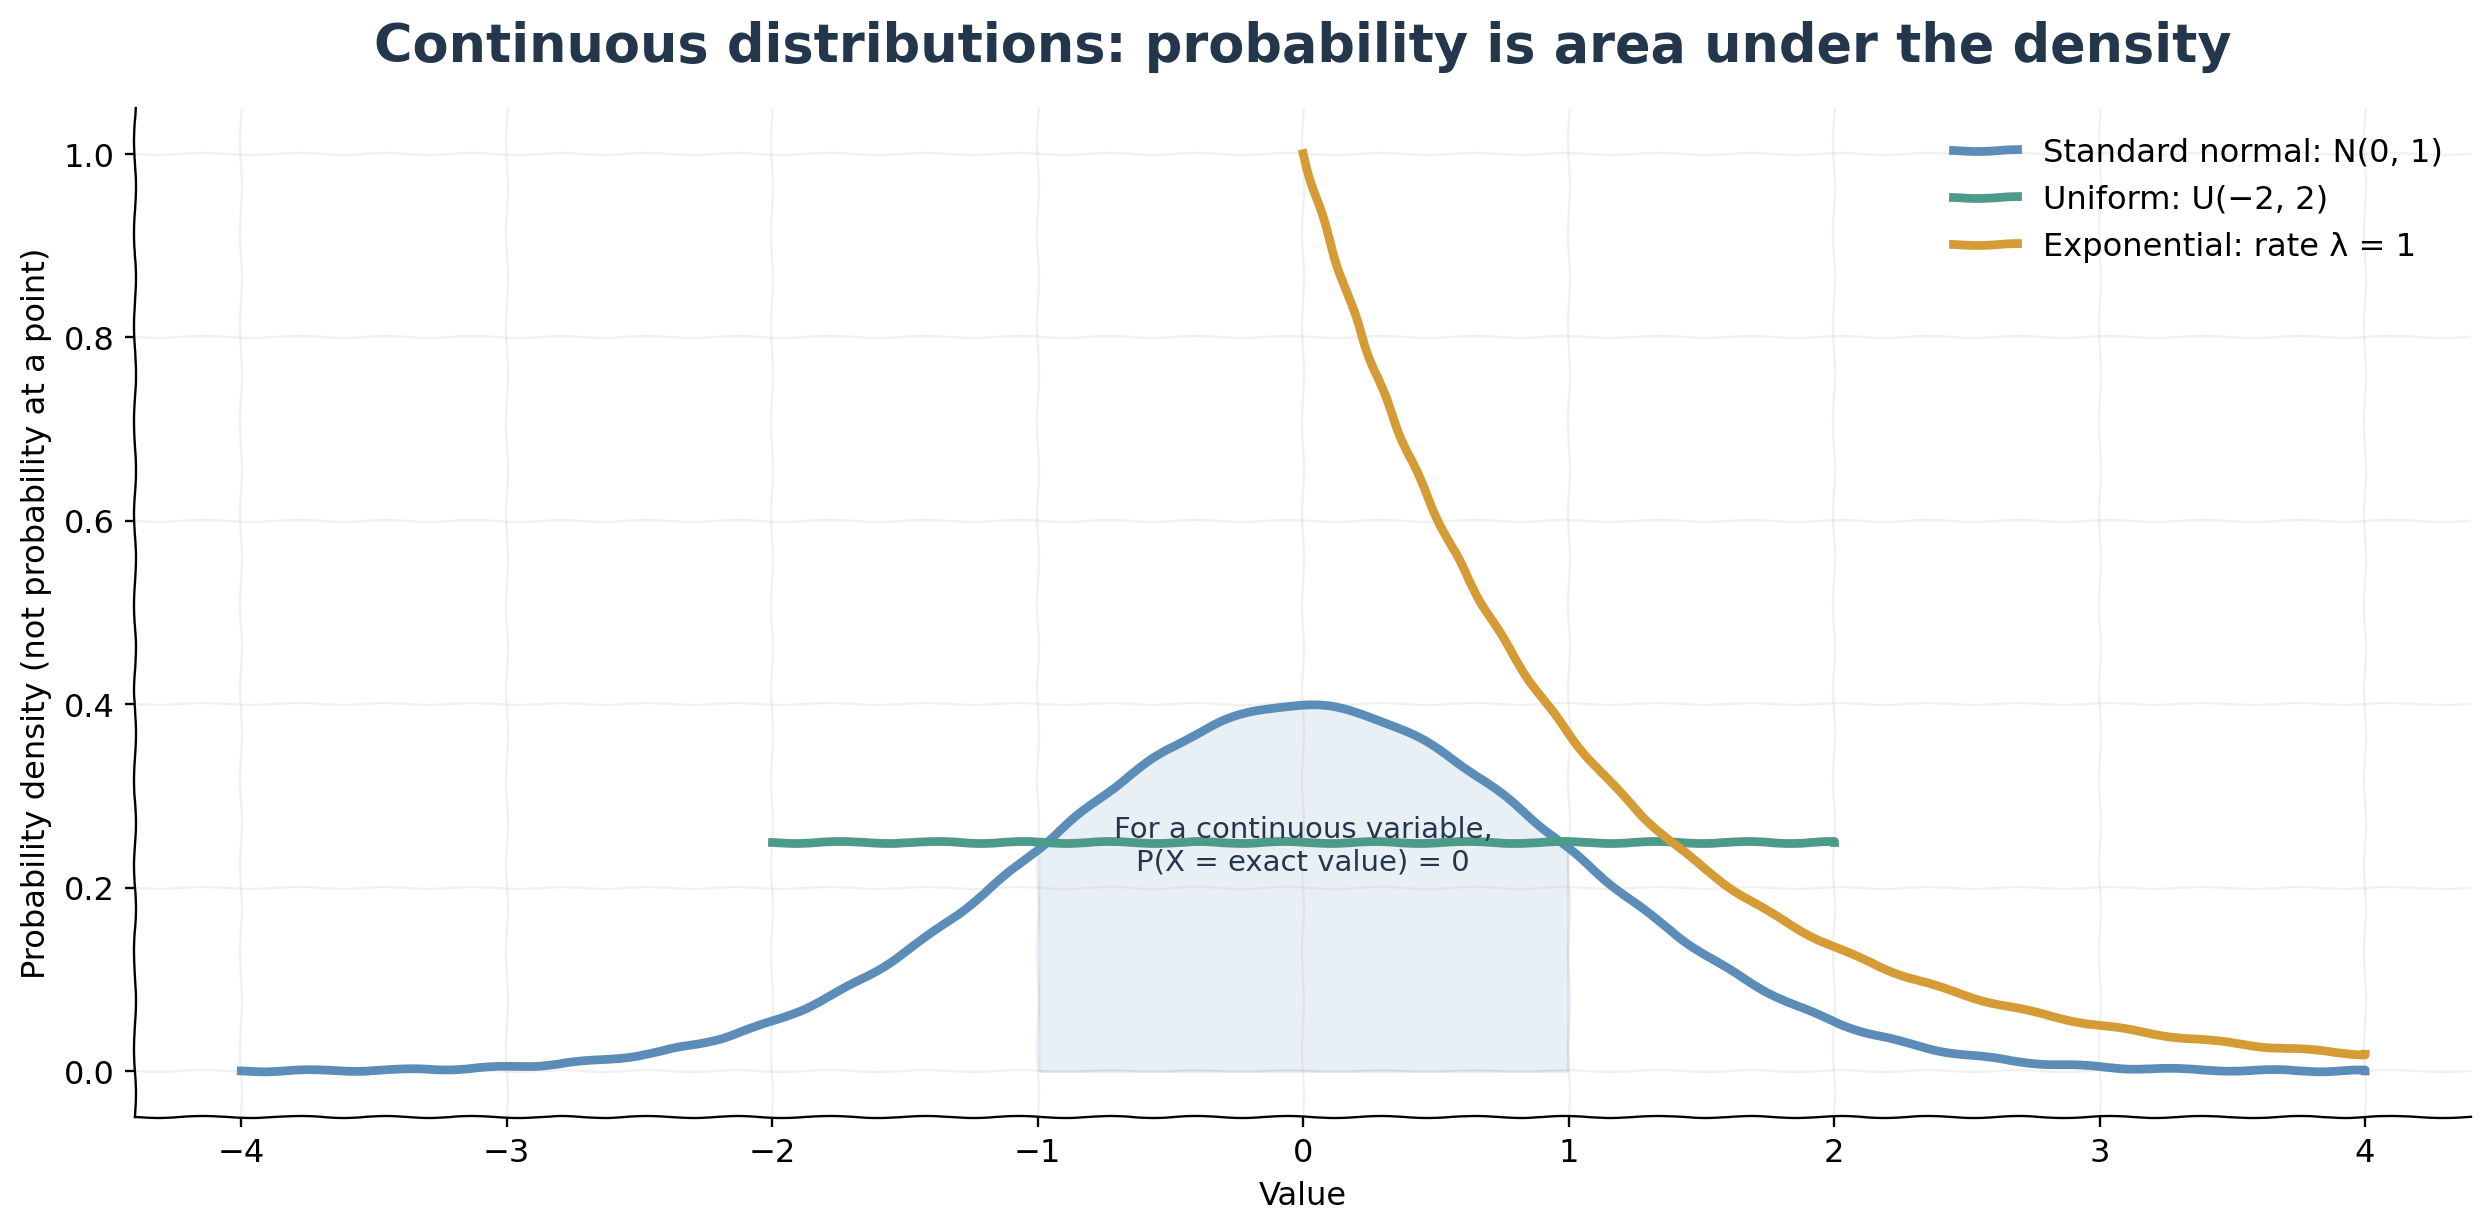 Continuous distributions: probability is area under the density
Standard normal: N(0, 1)
Uniform: U(−2, 2)
Exponential: rate λ = 1
Probability density (not probability at a point)
1.0
0.8
0.6
0.4
0.2
0.0
For a continuous variable,
P(X = exact value) = 0
−4 −3 −2 −1 0 1 2 3 4
Value